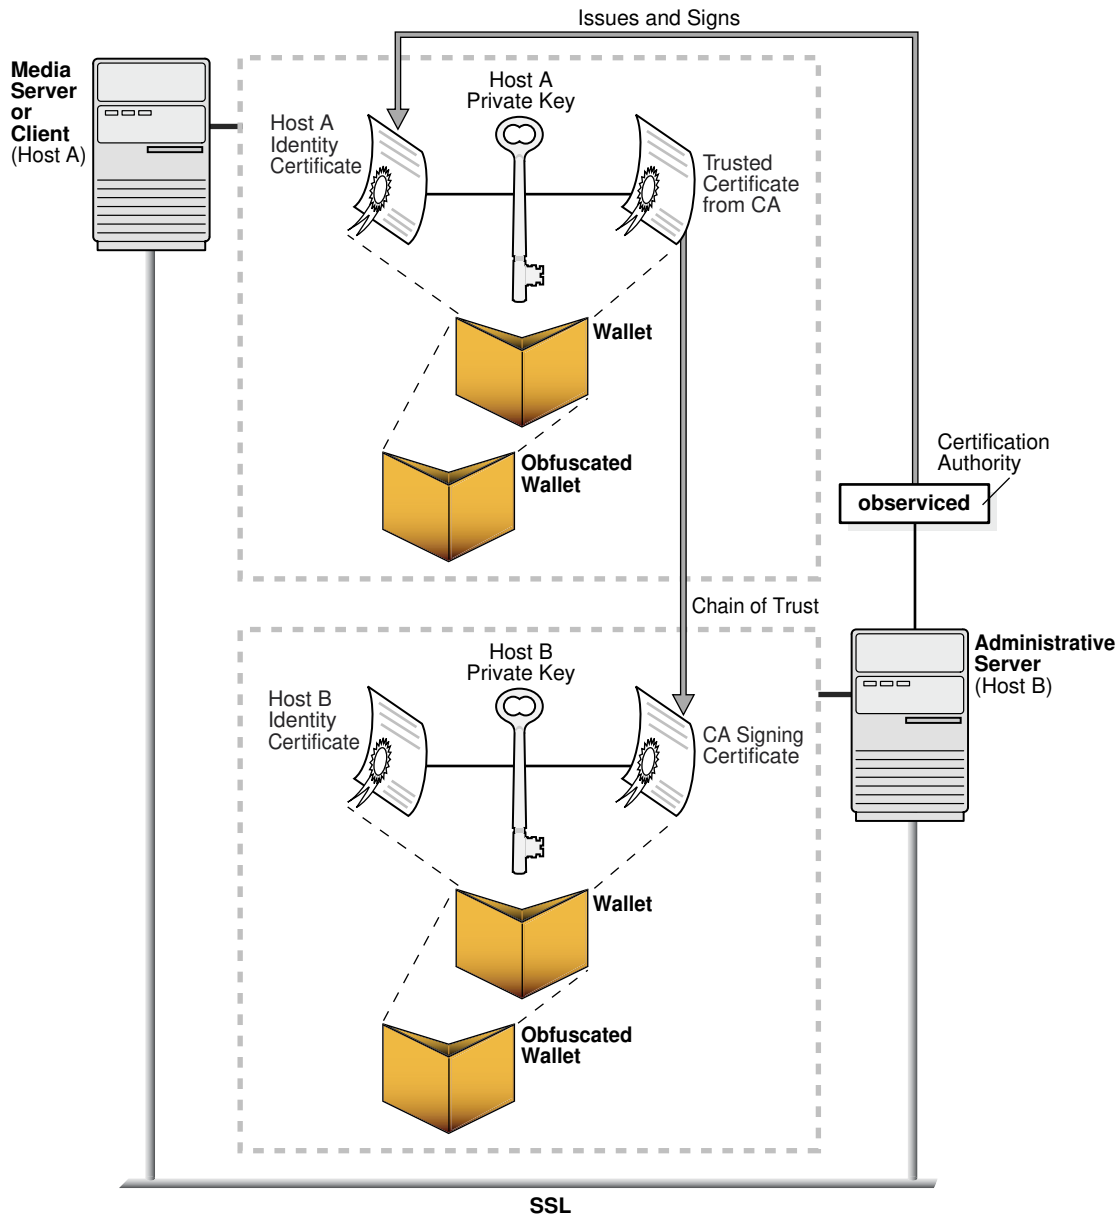 Issues and Signs
Media
Server
or
Client
(Host A)
Host A
Private Key
Host A
Identity
Certificate
Trusted
Certificate
from CA
Wallet
Obfuscated
Wallet
Certification
Authority
observiced
Chain of Trust
Administrative
Server
(Host B)
Host B
Private Key
Host B
Identity
Certificate
CA Signing
Certificate
Wallet
Obfuscated
Wallet
SSL